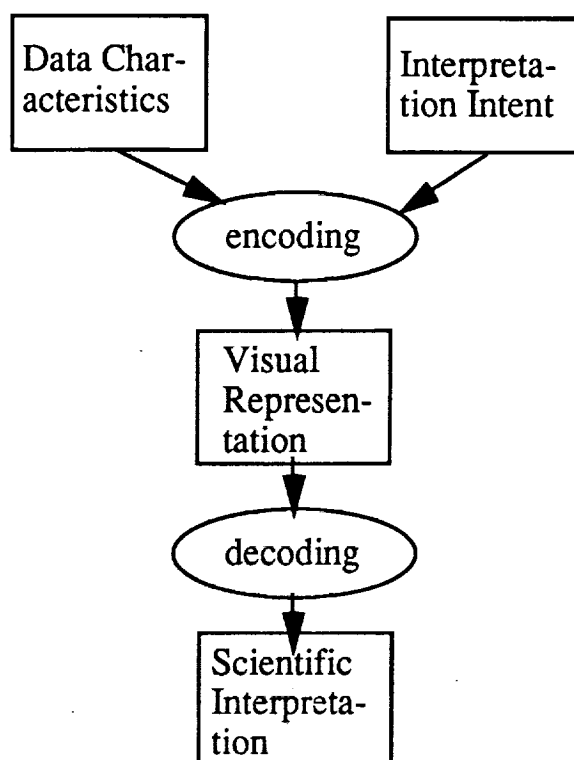 Data Char-
acteristics
Interpreta-
tion Intent
encoding
Visual
Represen-
tation
decoding
Scientific
Interpreta-
tion